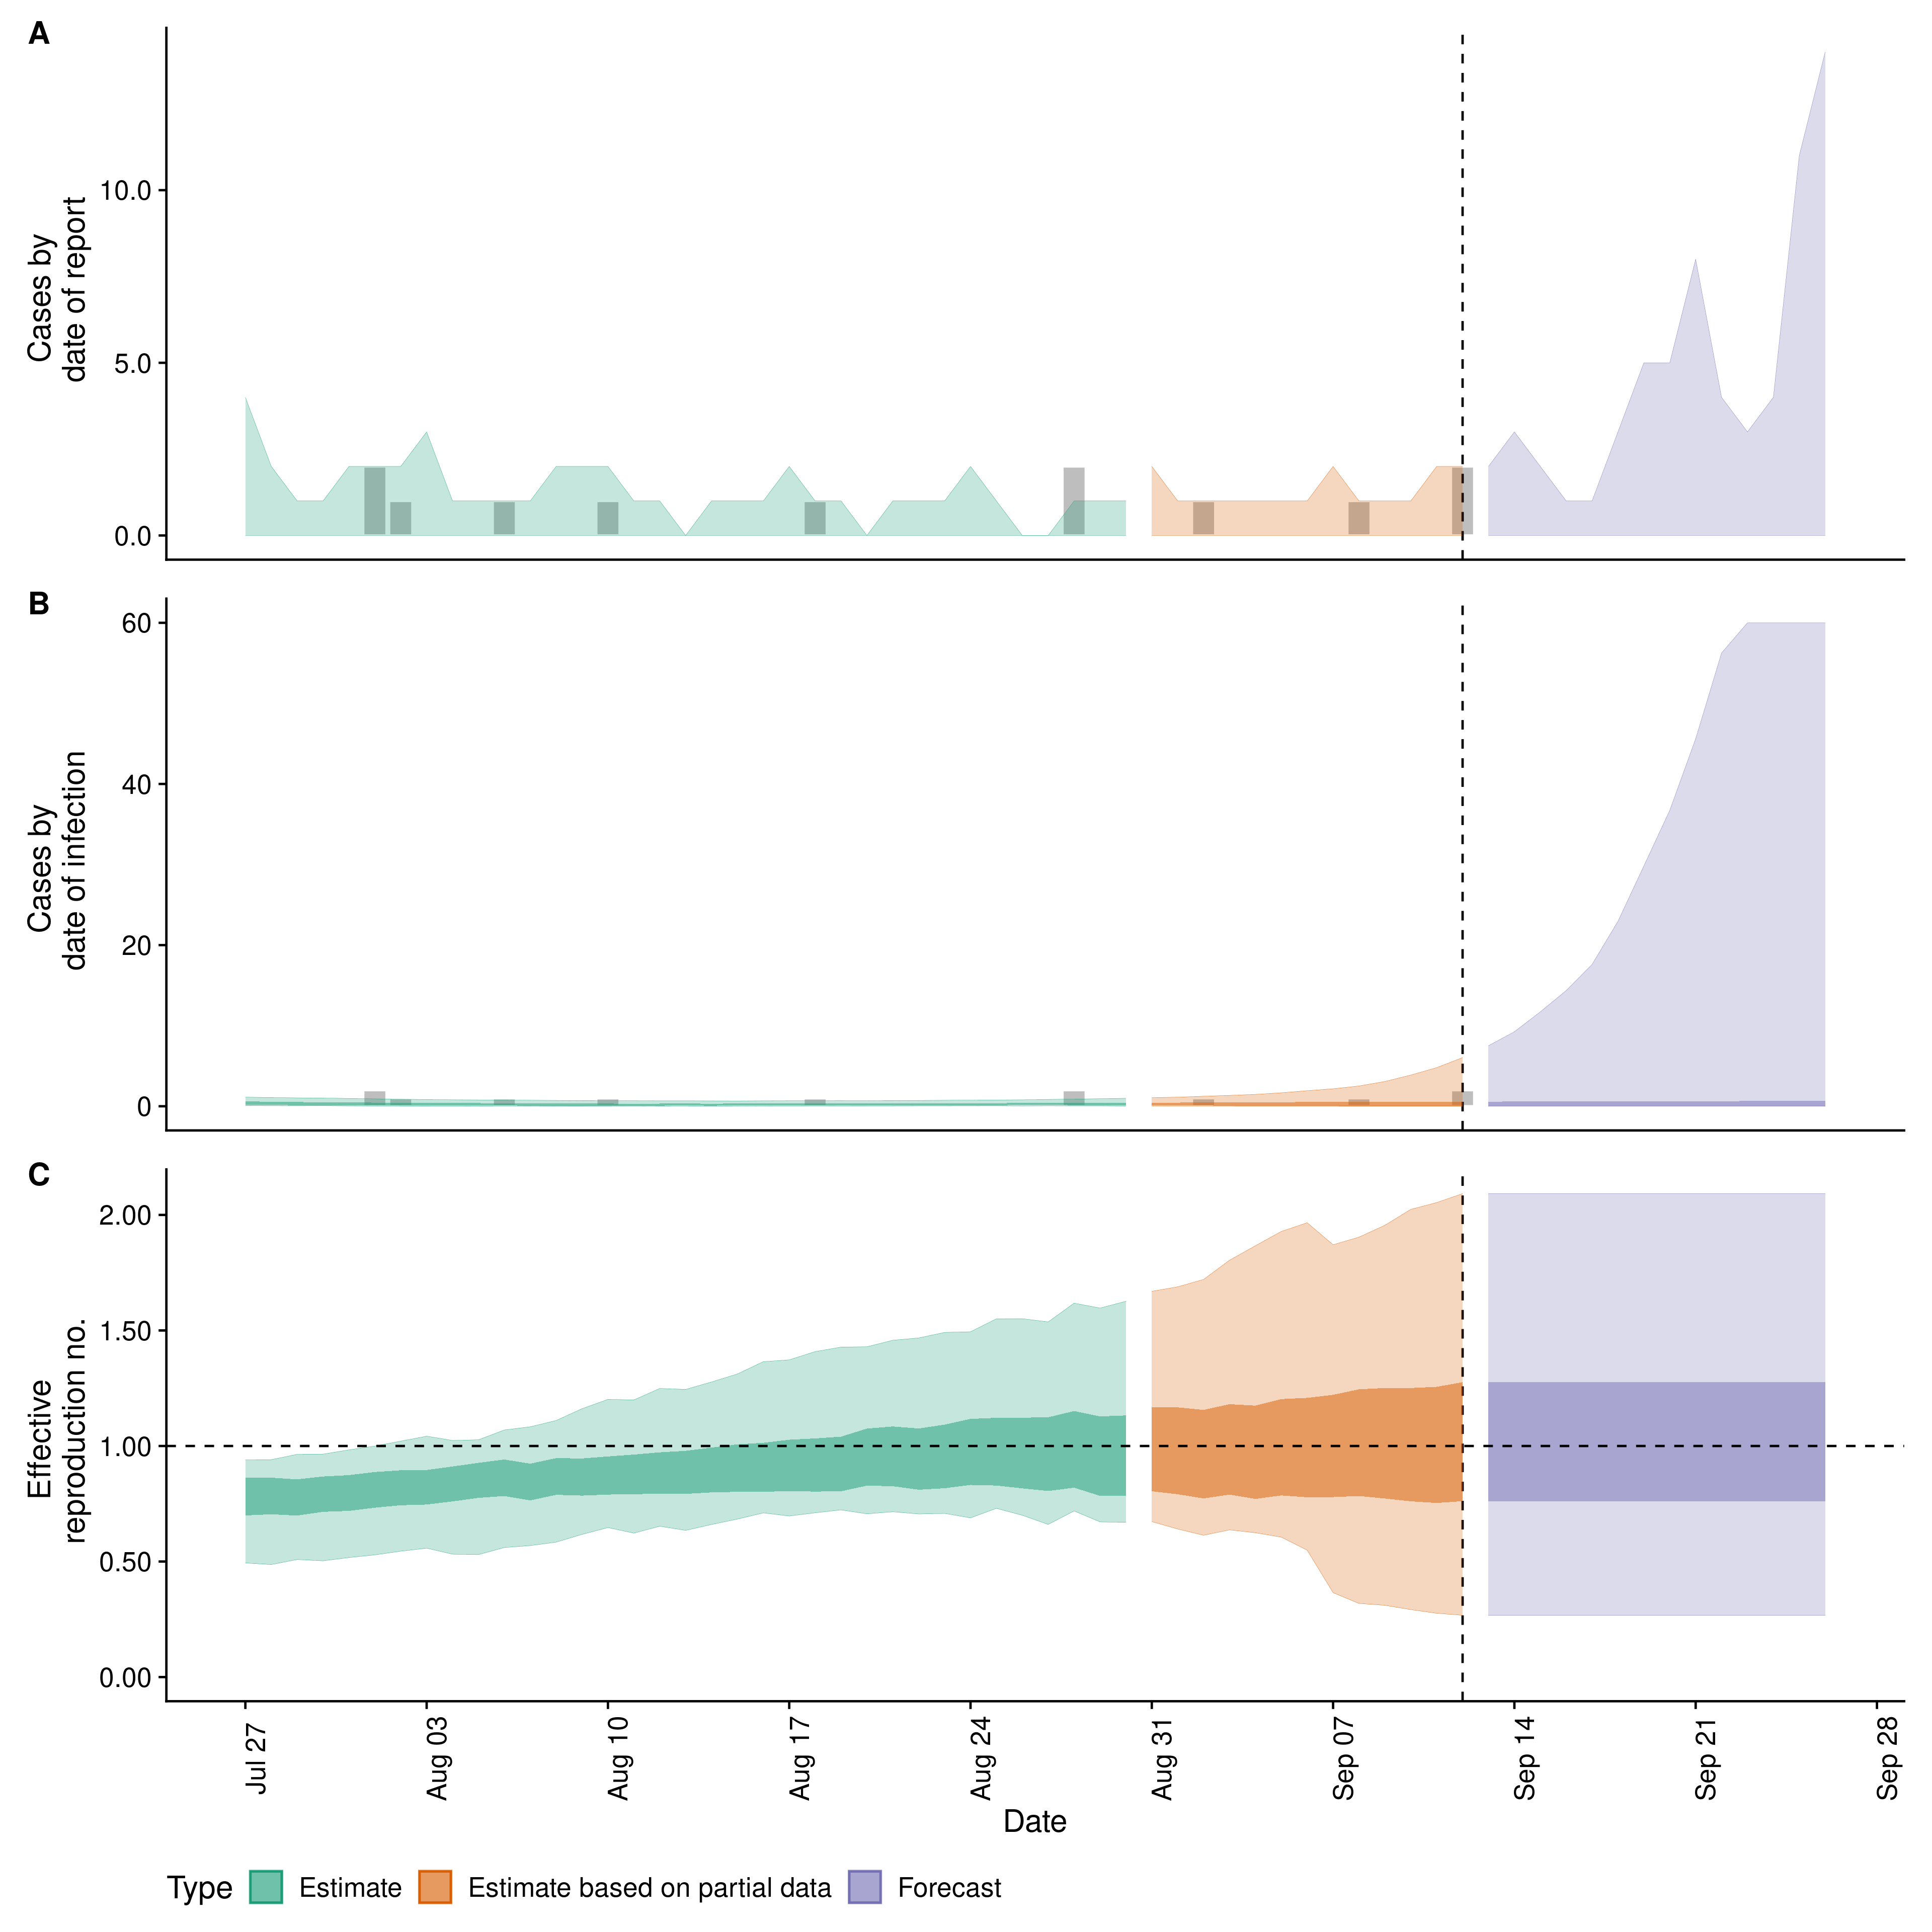 A
Cases by
date of report
10.0
5.0
0.0
B
Cases by
date of infection
60
40
20
0
C
Effective
reproduction no.
2.00
1.50
1.00
0.50
0.00
Jul 27
Aug 03
Aug 10
Aug 17
Aug 24
Aug 31
Sep 07
Sep 14
Sep 21
Sep 28
Date
Type Estimate Estimate based on partial data Forecast